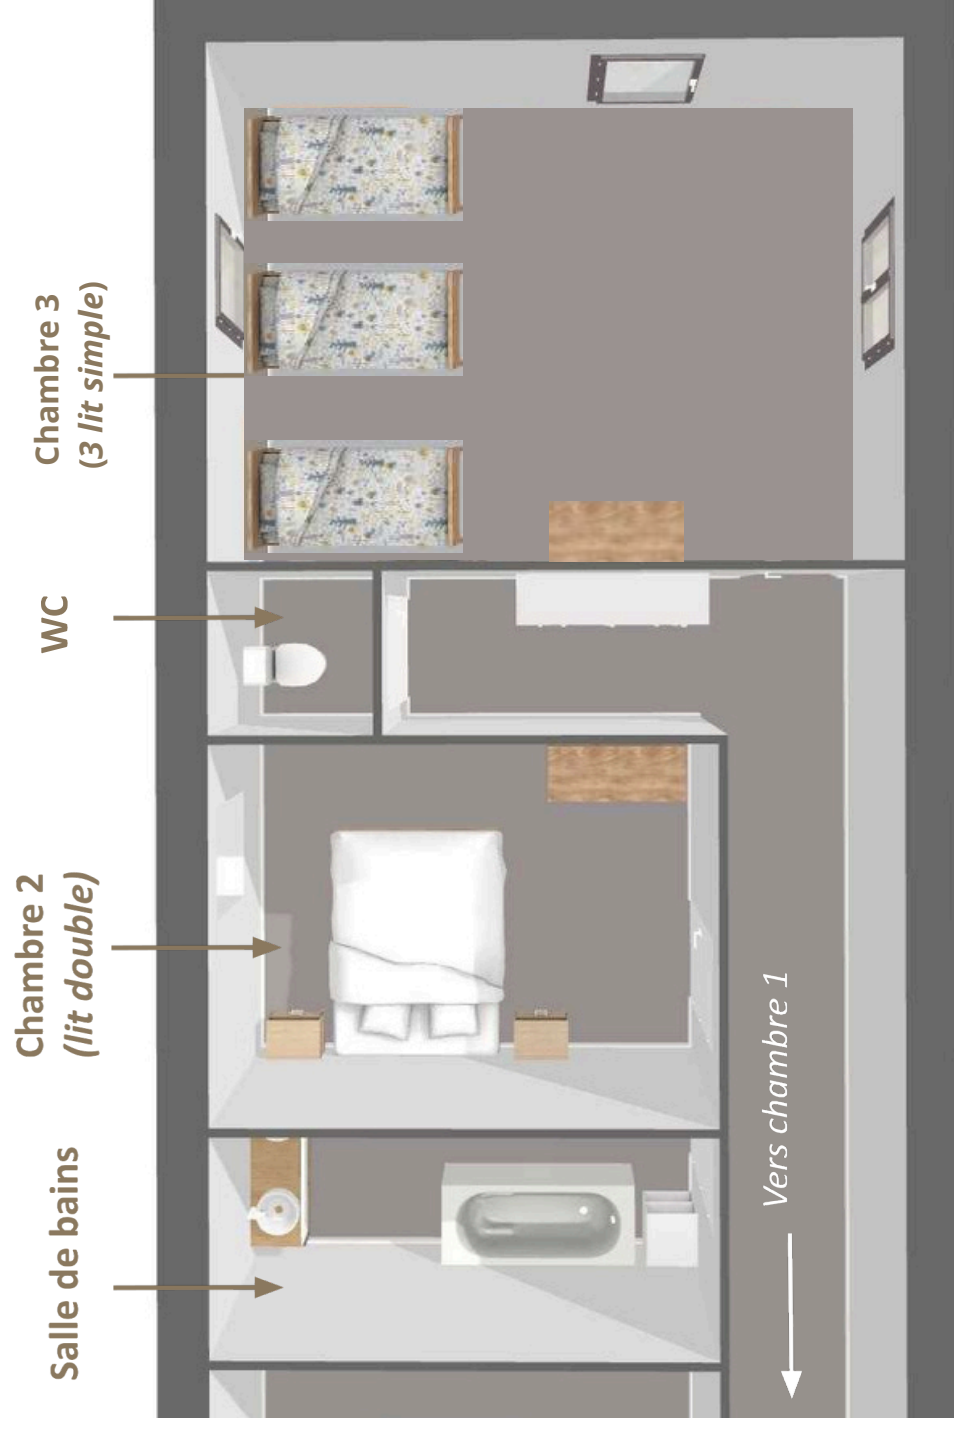 Chambre 3
(3 lit simple)
WC
Chambre 2
(lit double)
Vers chambre 1
Salle de bains